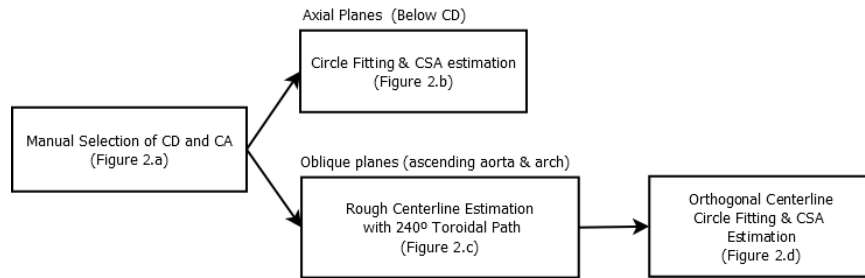 Axial Planes (Below CD)
Circle Fitting & CSA estimation
(Figure 2.b)
Manual Selection of CD and CA
(Figure 2.a)
Oblique planes (ascending aorta & arch)
Rough Centerline Estimation
with 240º Toroidal Path
(Figure 2.c)
Orthogonal Centerline
Circle Fitting & CSA
Estimation
(Figure 2.d)